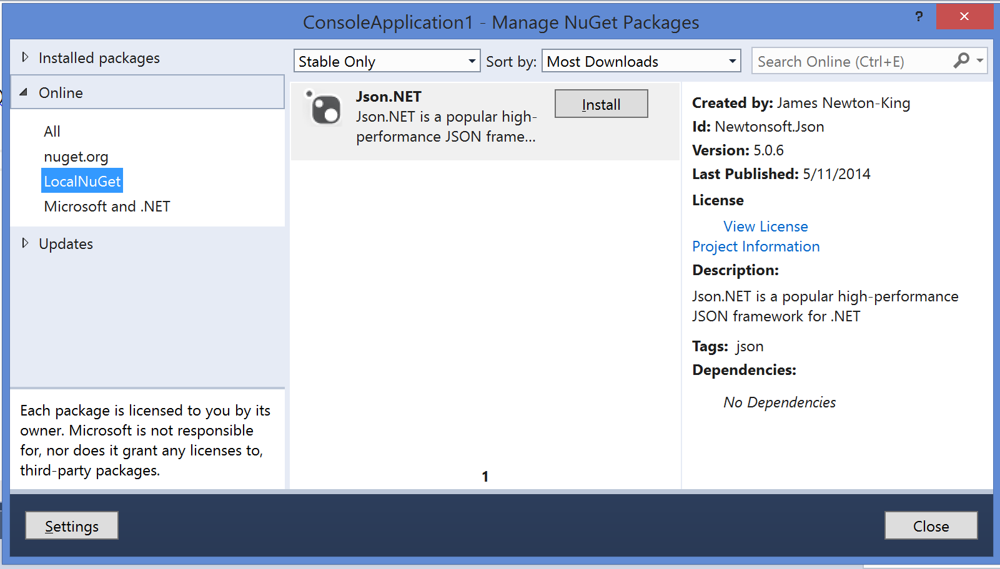 ConsoleApplication1 - Manage NuGet Packages
?
Installed packages
Online
All
nuget.org
LocalNuGet
Microsoft and .NET
Updates
Each package is licensed to you by its
owner. Microsoft is not responsible
for, nor does it grant any licenses to,
third-party packages.
Stable Only
Sort by:
Most Downloads
Search Online (Ctrl+E)
Json.NET
Json.NET is a popular high-
performance JSON frame...
Install
1
Created by: James Newton-King
Id: Newtonsoft.Json
Version: 5.0.6
Last Published: 5/11/2014
License
View License
Project Information
Description:
Json.NET is a popular high-performance
JSON framework for .NET
Tags: json
Dependencies:
No Dependencies
Settings
Close